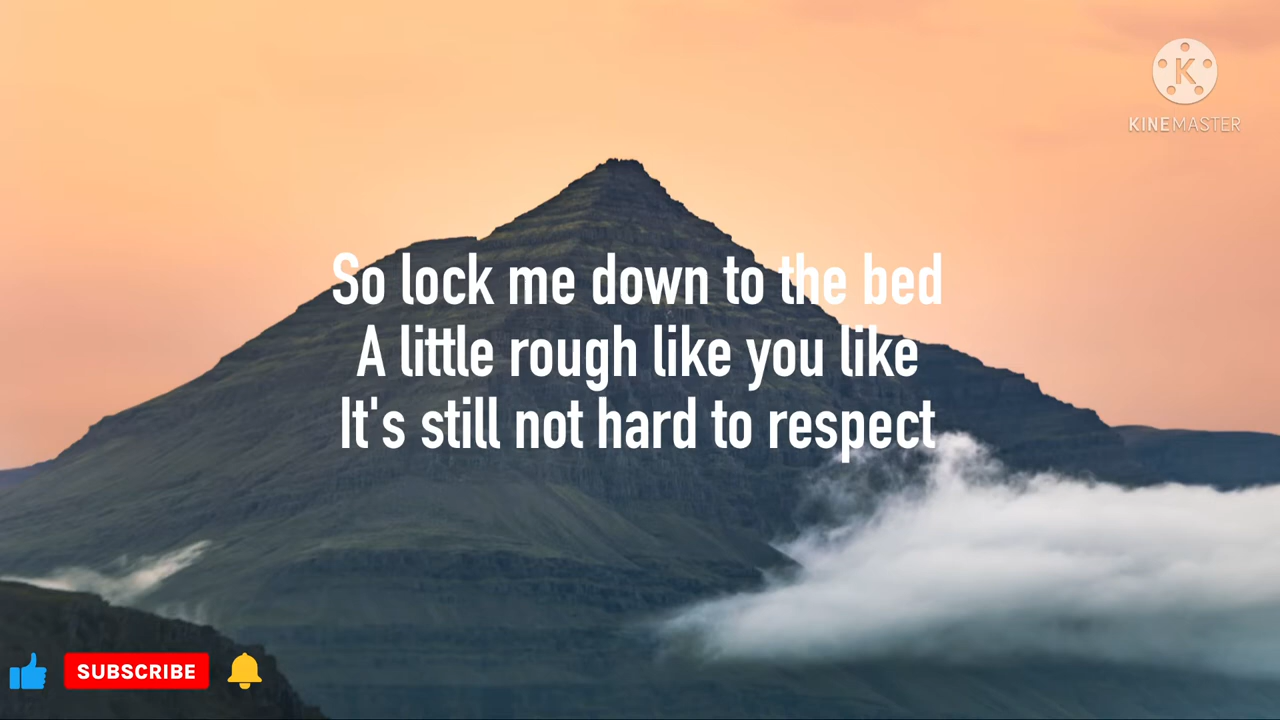 KINEMASTER
So lock me down to the bed
A little rough like you like
It's still not hard to respect
SUBSCRIBE